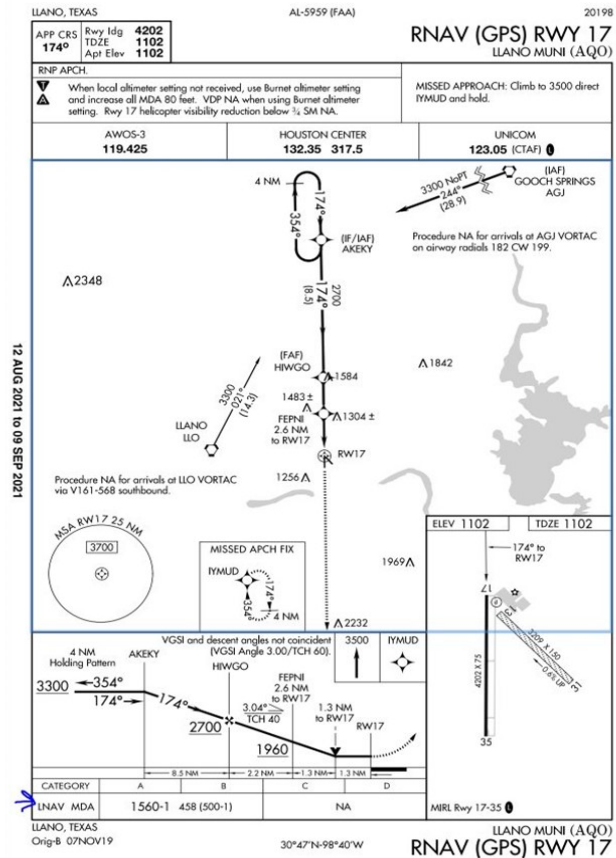 LLANO, TEXAS AL-5959 (FAA) 20198
APP CRS 174°
Rwy ldg 4202
TDZE 1102
Apt Elev 1102
RNAV (GPS) RWY 17
LLANO MUNI (AQO)
RNP APCH.
T
A
When local altimeter setting not received, use Burnet altimeter setting
and increase all MDA 80 feet. VDP NA when using Burnet altimeter
setting. Rwy 17 helicopter visibility reduction below ¾ SM NA.
MISSED APPROACH: Climb to 3500 direct
IYMUD and hold.
AWOS-3
119.425
HOUSTON CENTER
132.35 317.5
UNICOM
123.05 (CTAF) L
4 NM
174°
354°
(IF/IAF)
AKEKY
3300 NoPT
244°
(28.9)
(IAF)
GOOCH SPRINGS
AGJ
Procedure NA for arrivals at AGJ VORTAC
on airway radials 182 CW 199.
2348
2700
174°
(8.5)
(FAF)
HIWGO
1584
1842
1483 ±
FEPNI
2.6 NM
to RW17
1304 ±
3300
021°
(14.3)
LLANO
LLO
RW17
1256
Procedure NA for arrivals at LLO VORTAC
via V161-568 southbound.
MSA RW17 25 NM
3700
MISSED APCH FIX
IYMUD
174°
354°
4 NM
1969
2232
ELEV 1102
TDZE 1102
174° to
RW17
17
13
3209 X 150
0.6% UP
31
4202 X 75
35
MIRL Rwy 17-35 L
12 AUG 2021 to 09 SEP 2021
VGSI and descent angles not coincident
(VGSI Angle 3.00/TCH 60).
3500
IYMUD
4 NM
Holding Pattern
AKEKY
HIWGO
FEPNI
2.6 NM
to RW17
1.3 NM
to RW17
RW17
3300
354°
174°
174°
2700
3.04°
TCH 40
1960
8.5 NM 2.2 NM 1.3 NM 1.3 NM
CATEGORY A B C D
LNAV MDA 1560-1 458 (500-1) NA
LLANO, TEXAS
Orig-B 07NOV19
30°47'N-98°40'W
LLANO MUNI (AQO)
RNAV (GPS) RWY 17